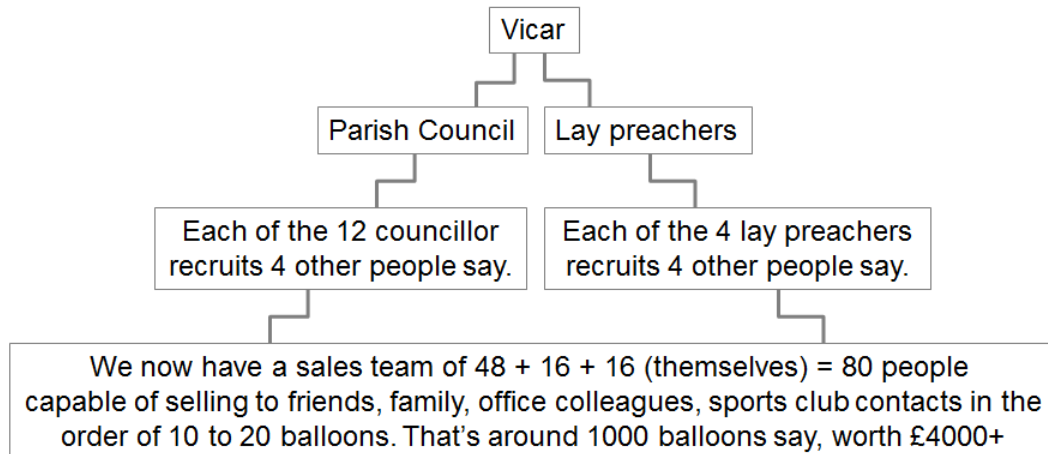 Vicar
Parish Council
Lay preachers
Each of the 12 councillor
recruits 4 other people say.
Each of the 4 lay preachers
recruits 4 other people say.
We now have a sales team of 48 + 16 + 16 (themselves) = 80 people
capable of selling to friends, family, office colleagues, sports club contacts in the
order of 10 to 20 balloons. That’s around 1000 balloons say, worth £4000+